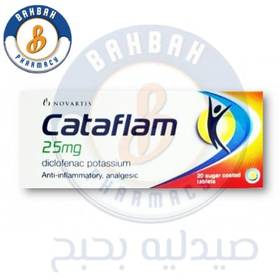 BAHBAH
PHARMACY
NOVARTIS
Cataflam
25mg
diclofenac potassium
Anti-inflammatory, analgesic
20 sugar coated
tablets
صيدليه بحبح